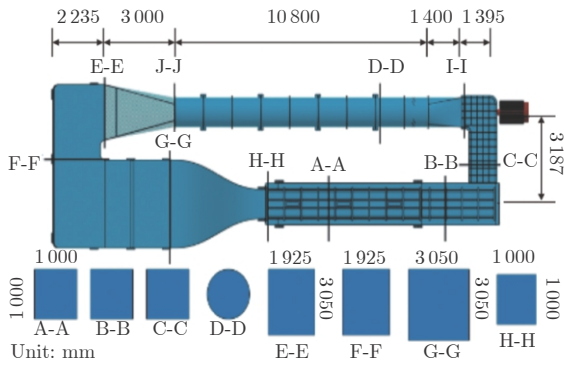 2 235 3 000 10 800 1 400 1 395
E-E J-J D-D I-I
G-G
F-F H-H A-A B-B C-C
3 187
1 000 1 925 1 925 3 050 1 000
1 000 3 050 3 050 1 000
A-A B-B C-C D-D
E-E F-F G-G H-H
Unit: mm